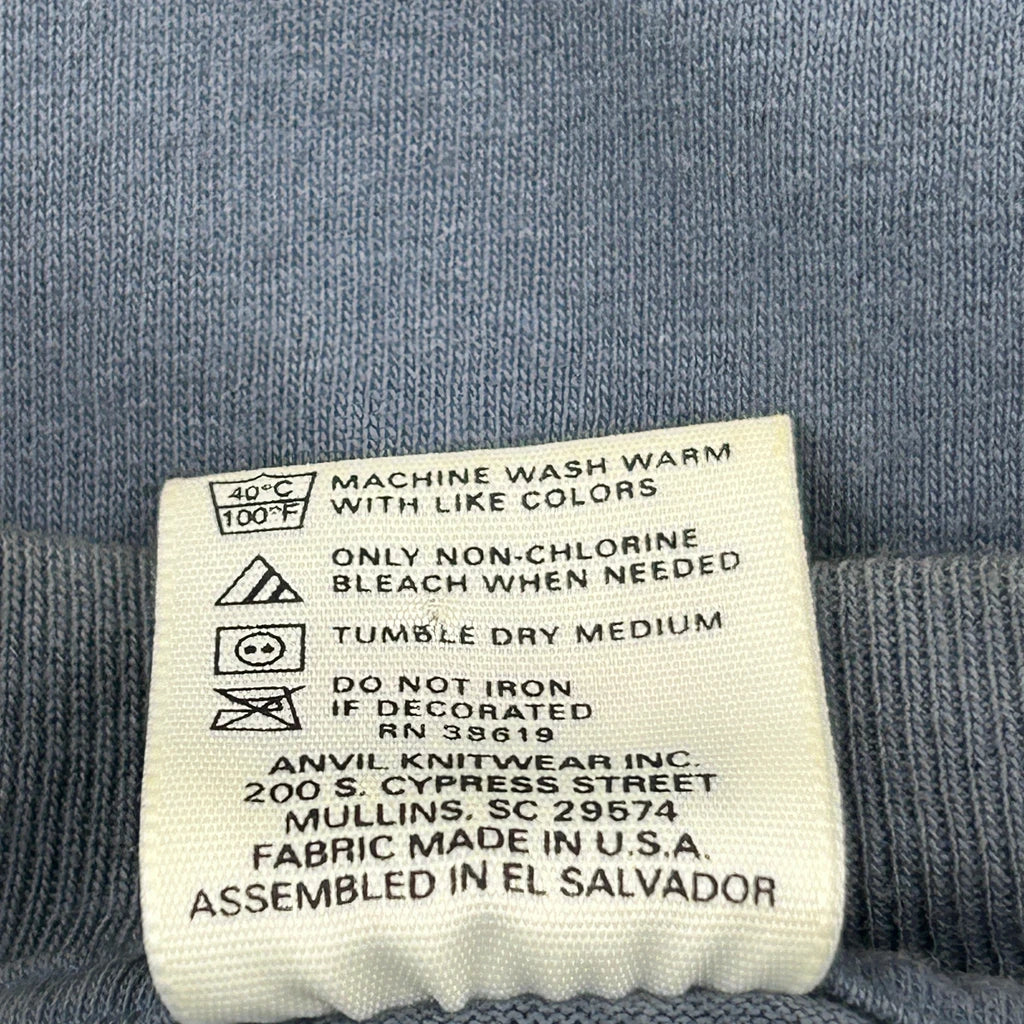 40°C
100°F
MACHINE WASH WARM
WITH LIKE COLORS
ONLY NON-CHLORINE
BLEACH WHEN NEEDED
TUMBLE DRY MEDIUM
DO NOT IRON
IF DECORATED
RN 38619
ANVIL KNITWEAR INC.
200 S. CYPRESS STREET
MULLINS, SC 29574
FABRIC MADE IN U.S.A.
ASSEMBLED IN EL SALVADOR